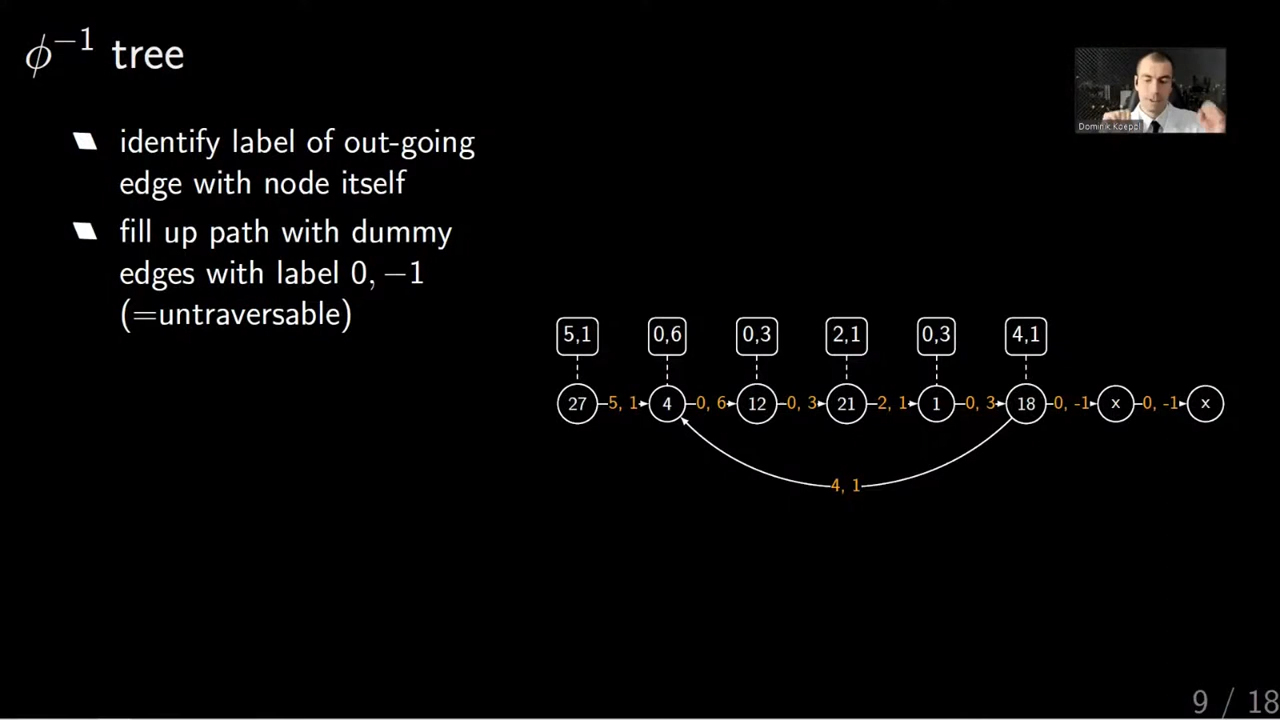 ϕ⁻¹ tree
identify label of out-going
edge with node itself
fill up path with dummy
edges with label 0, −1
(=untraversable)
Dominik Koeppl
5,1 0,6 0,3 2,1 0,3 4,1
27 5, 1 4 0, 6 12 0, 3 21 2, 1 1 0, 3 18 0, -1 x 0, -1 x
4, 1
9 / 18